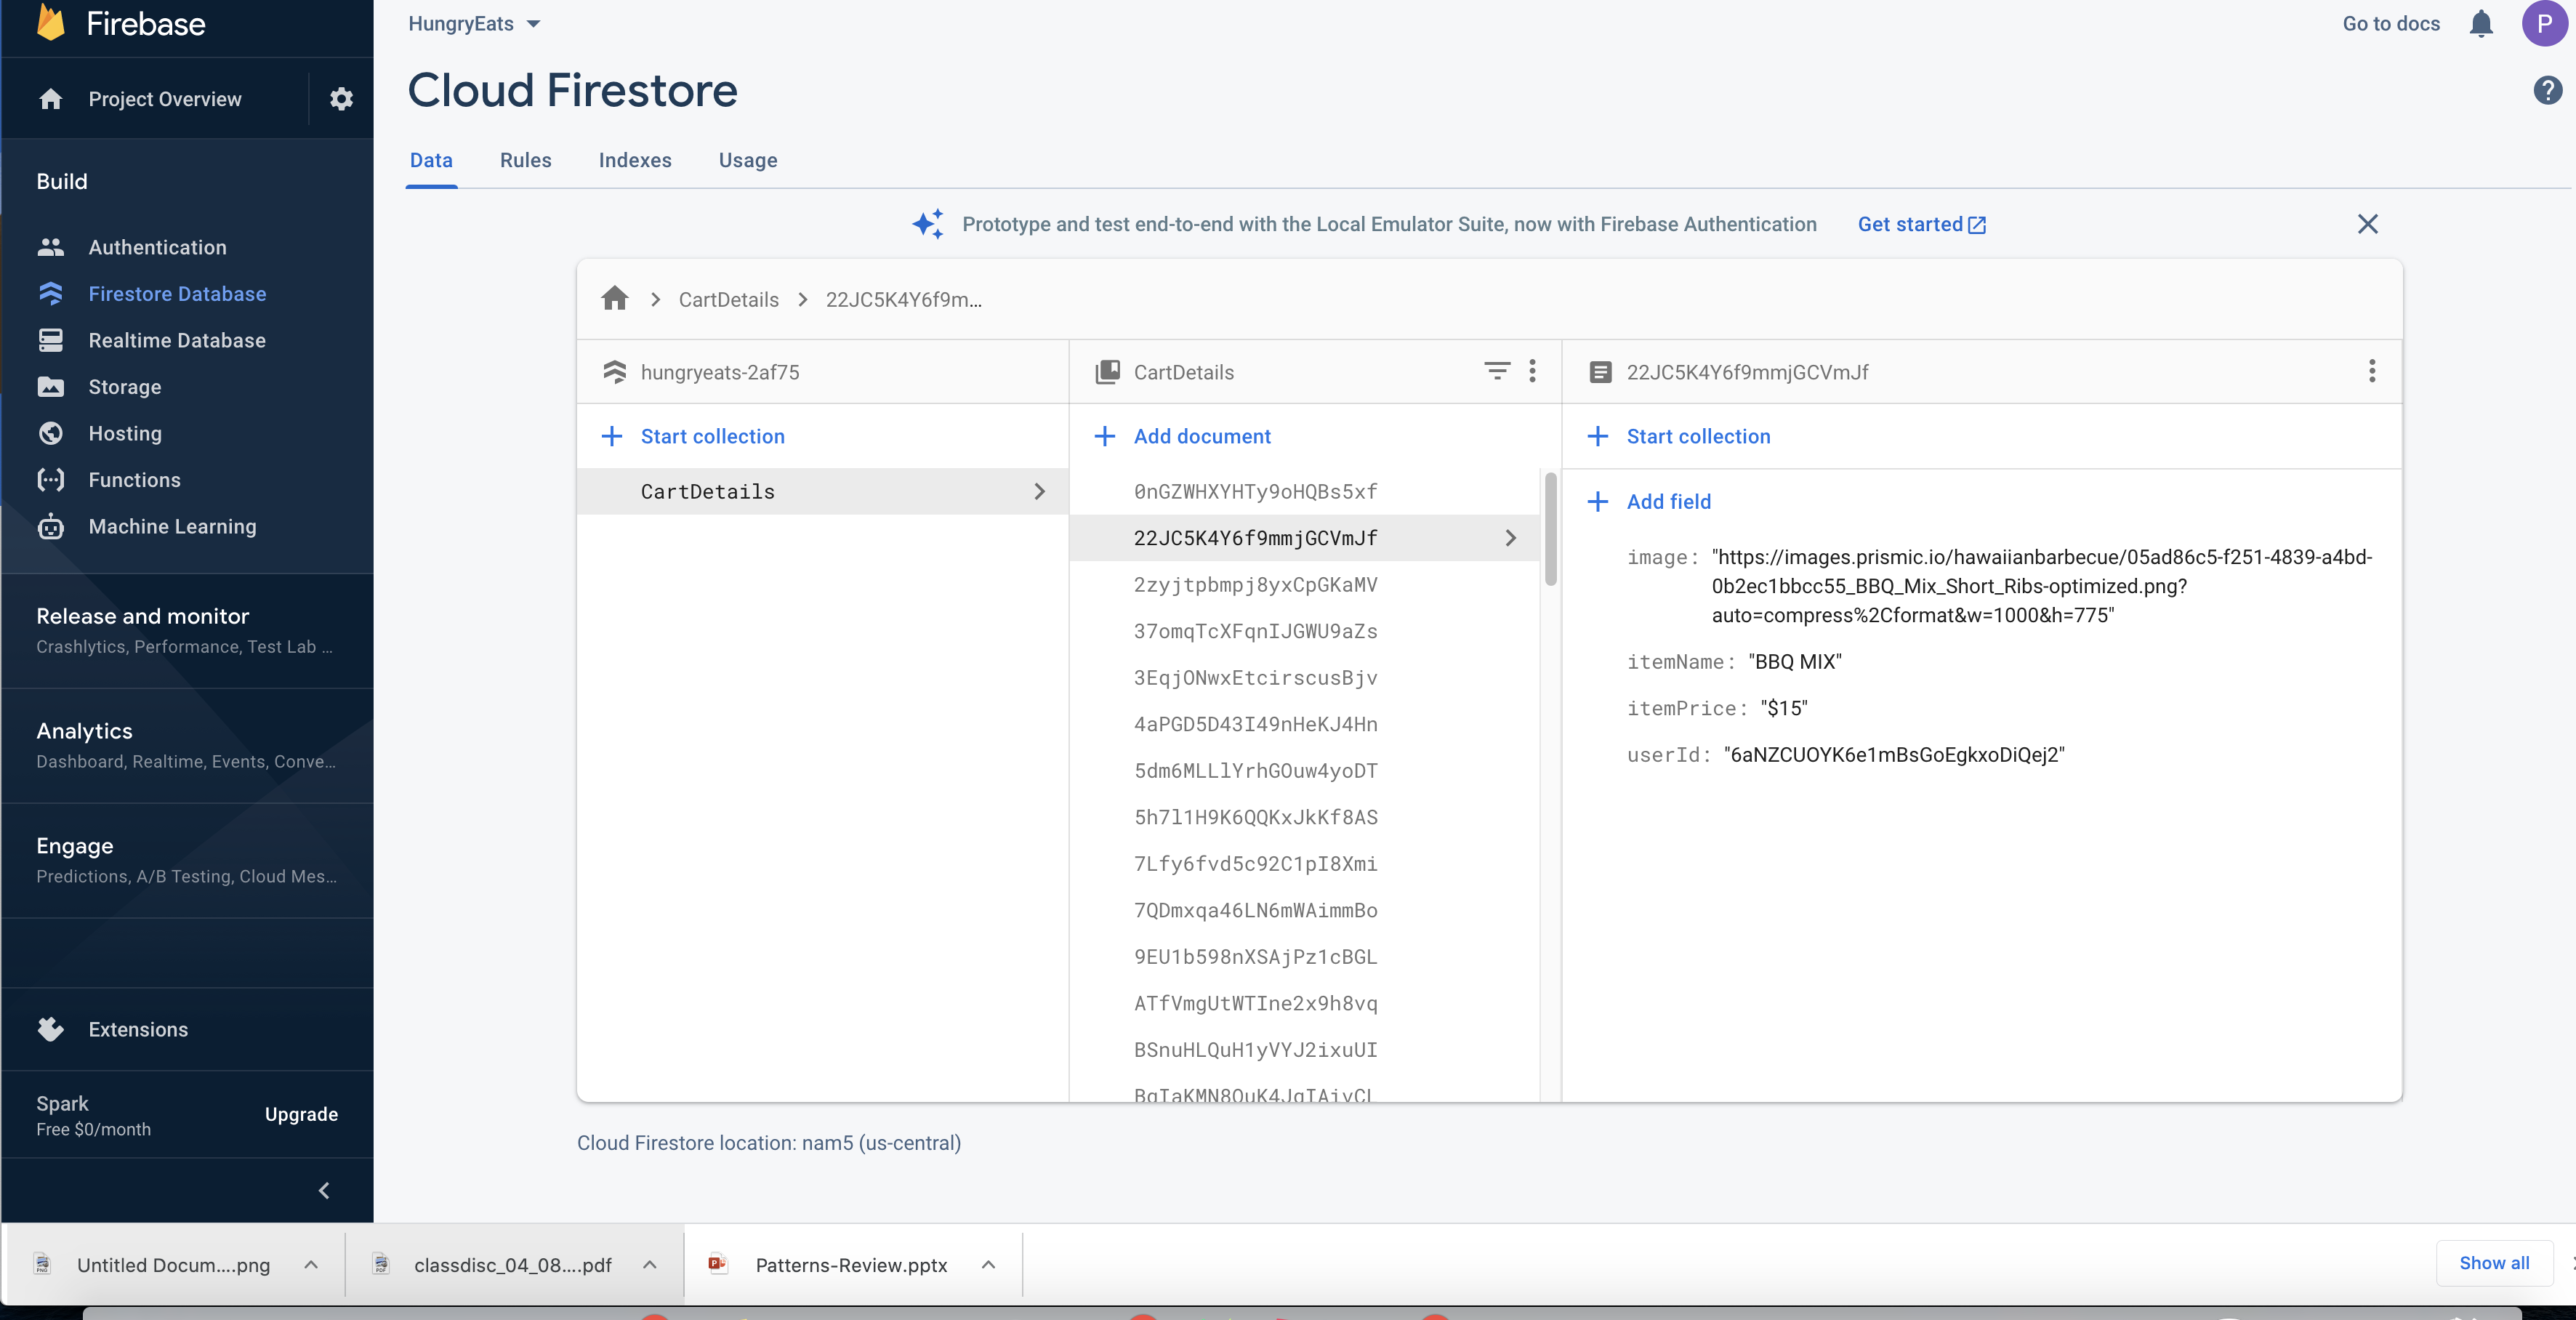 Firebase
Project Overview
Build
Authentication
Firestore Database
Realtime Database
Storage
Hosting
Functions
Machine Learning
Release and monitor
Crashlytics, Performance, Test Lab ...
Analytics
Dashboard, Realtime, Events, Conve...
Engage
Predictions, A/B Testing, Cloud Mes...
Extensions
Spark
Free $0/month
Upgrade
HungryEats
Go to docs
P
Cloud Firestore
?
Data Rules Indexes Usage
Prototype and test end-to-end with the Local Emulator Suite, now with Firebase Authentication Get started
CartDetails 22JC5K4Y6f9m...
hungryeats-2af75
Start collection
CartDetails
CartDetails
Add document
0nGZWHXYHTy9oHQBs5xf
22JC5K4Y6f9mmjGCVmJf
2zyjtpbmpj8yxCpGKaMV
37omqTcXFqnIJGWU9aZs
3EqjONwxEtcirscusBjv
4aPGD5D43I49nHeKJ4Hn
5dm6MLLlYrhGOuw4yoDT
5h7l1H9K6QQKxJkKf8AS
7Lfy6fvd5c92C1pI8Xmi
7QDmxqa46LN6mWAimmBo
9EU1b598nXSAjPz1cBGL
ATfVmgUtWTIne2x9h8vq
BSnuHLQuH1yVYJ2ixuUI
22JC5K4Y6f9mmjGCVmJf
Start collection
Add field
image: "https://images.prismic.io/hawaiianbarbecue/05ad86c5-f251-4839-a4bd-
0b2ec1bbcc55_BBQ_Mix_Short_Ribs-optimized.png?
auto=compress%2Cformat&w=1000&h=775"
itemName: "BBQ MIX"
itemPrice: "$15"
userId: "6aNZCUOYK6e1mBsGoEgkxoDiQej2"
Cloud Firestore location: nam5 (us-central)
Untitled Docum....png
classdisc_04_08....pdf
Patterns-Review.pptx
Show all